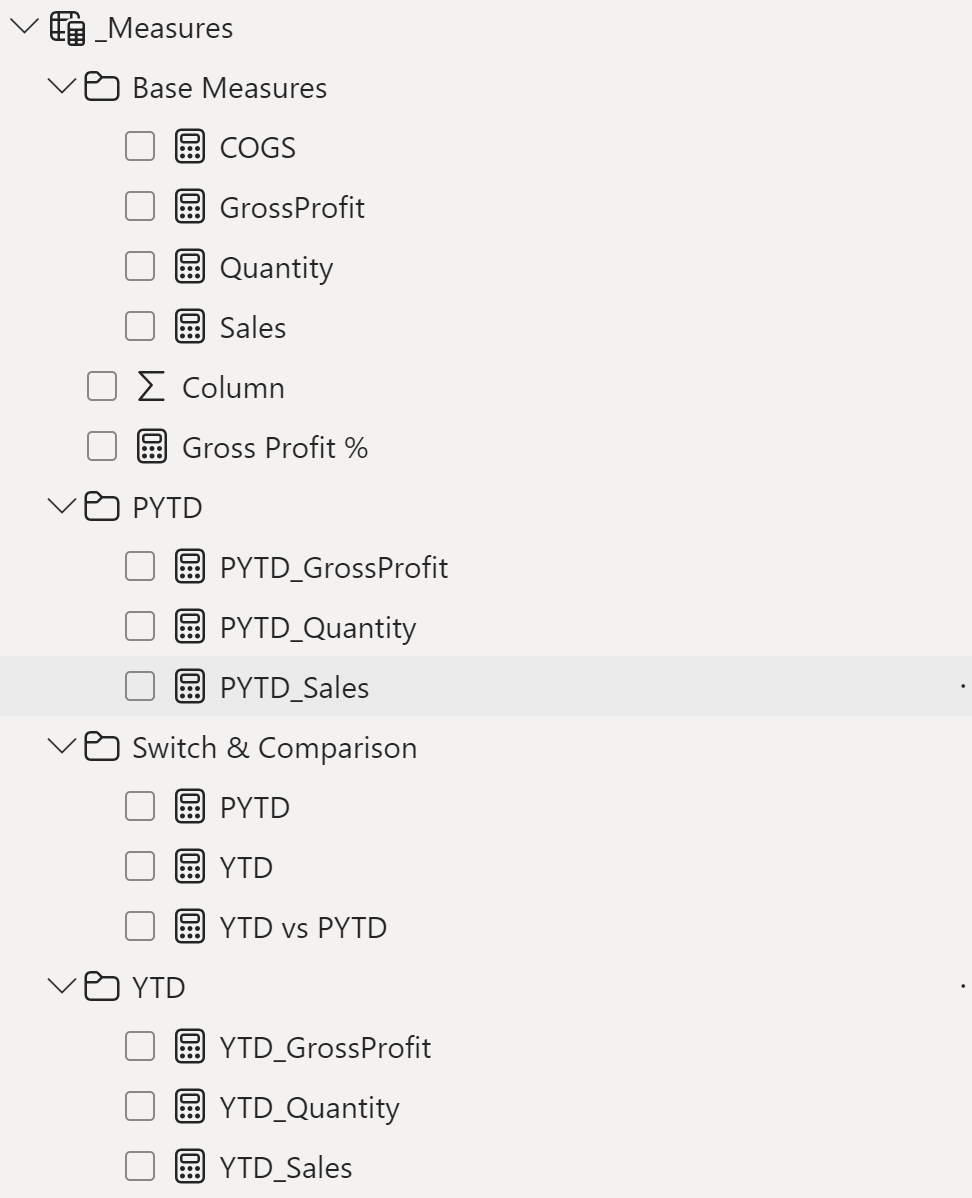 _Measures
Base Measures
COGS
GrossProfit
Quantity
Sales
Column
Gross Profit %
PYTD
PYTD_GrossProfit
PYTD_Quantity
PYTD_Sales
Switch & Comparison
PYTD
YTD
YTD vs PYTD
YTD
YTD_GrossProfit
YTD_Quantity
YTD_Sales